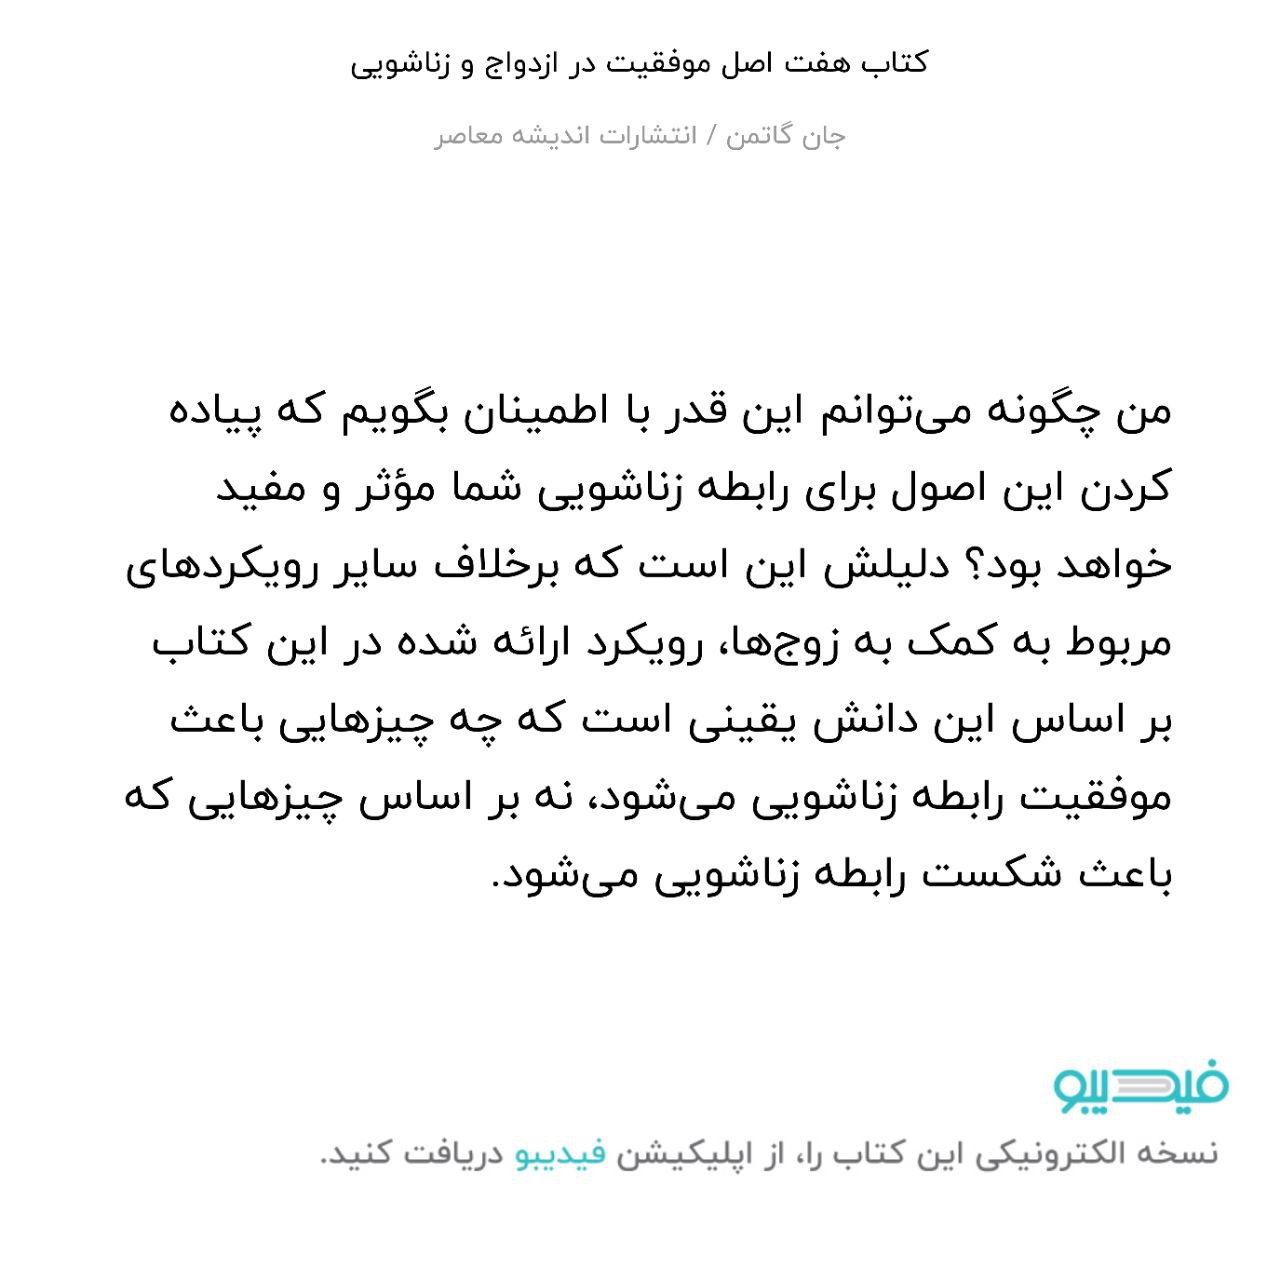 کتاب هفت اصل موفقیت در ازدواج و زناشویی
جان گاتمن / انتشارات اندیشه معاصر
من چگونه می‌توانم این قدر با اطمینان بگویم که پیاده
کردن این اصول برای رابطه زناشویی شما مؤثر و مفید
خواهد بود؟ دلیلش این است که برخلاف سایر رویکردهای
مربوط به کمک به زوج‌ها، رویکرد ارائه شده در این کتاب
بر اساس این دانش یقینی است که چه چیزهایی باعث
موفقیت رابطه زناشویی می‌شود، نه بر اساس چیزهایی که
باعث شکست رابطه زناشویی می‌شود.
فیدیبو
نسخه الکترونیکی این کتاب را، از اپلیکیشن فیدیبو دریافت کنید.